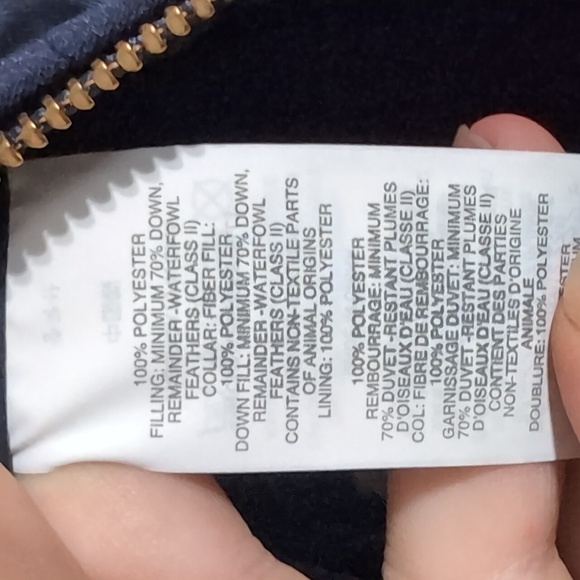 100% POLYESTER
FILLING: MINIMUM 70% DOWN,
REMAINDER -WATERFOWL
FEATHERS (CLASS II)
COLLAR: FIBER FILL:
100% POLYESTER
DOWN FILL: MINIMUM 70% DOWN,
REMAINDER -WATERFOWL
FEATHERS (CLASS II)
CONTAINS NON-TEXTILE PARTS
OF ANIMAL ORIGINS
LINING: 100% POLYESTER
100% POLYESTER
REMBOURRAGE: MINIMUM
70% DUVET -RESTANT PLUMES
D'OISEAUX D'EAU (CLASSE II)
COL: FIBRE DE REMBOURRAGE:
100% POLYESTER
GARNISSAGE DUVET: MINIMUM
70% DUVET -RESTANT PLUMES
D'OISEAUX D'EAU (CLASSE II)
CONTIENT DES PARTIES
NON-TEXTILES D'ORIGINE
ANIMALE
DOUBLURE: 100% POLYESTER